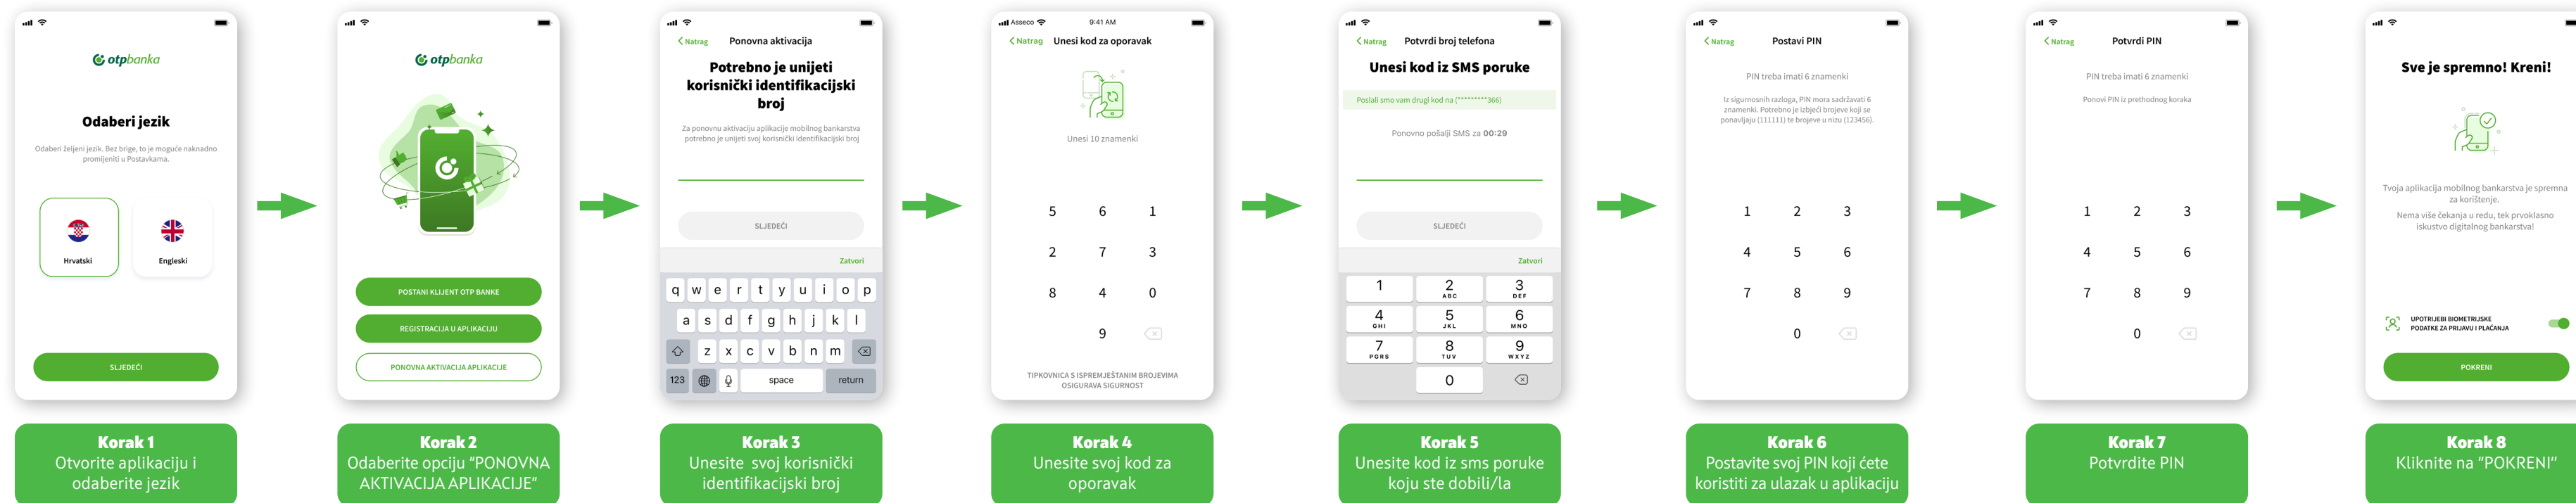 otpbanka
Odaberi jezik
Odaberi željeni jezik. Bez brige, to je moguće naknadno
promijeniti u Postavkama.
Hrvatski
Engleski
SLJEDEĆI
Korak 1
Otvorite aplikaciju i
odaberite jezik
otpbanka
POSTANI KLIJENT OTP BANKE
REGISTRACIJA U APLIKACIJU
PONOVNA AKTIVACIJA APLIKACIJE
Korak 2
Odaberite opciju "PONOVNA
AKTIVACIJA APLIKACIJE"
Natrag Ponovna aktivacija
Potrebno je unijeti
korisnički identifikacijski
broj
Za ponovnu aktivaciju aplikacije mobilnog bankarstva
potrebno je unijeti svoj korisnički identifikacijski broj
SLJEDEĆI
Zatvori
q w e r t y u i o p
a s d f g h j k l
z x c v b n m
123 space return
Korak 3
Unesite svoj korisnički
identifikacijski broj
Asseco 9:41 AM
Natrag Unesi kod za oporavak
Unesi 10 znamenki
5 6 1
2 7 3
8 4 0
9
TIPKOVNICA S ISPREMJEŠTANIM BROJEVIMA
OSIGURAVA SIGURNOST
Korak 4
Unesite svoj kod za
oporavak
Natrag Potvrdi broj telefona
Unesi kod iz SMS poruke
Poslali smo vam drugi kod na (*********366)
Ponovno pošalji SMS za 00:29
SLJEDEĆI
Zatvori
1 2 3
ABC DEF
4 5 6
GHI JKL MNO
7 8 9
PQRS TUV WXYZ
0
Korak 5
Unesite kod iz sms poruke
koju ste dobili/la
Natrag Postavi PIN
PIN treba imati 6 znamenki
Iz sigurnosnih razloga, PIN mora sadržavati 6
znamenki. Potrebno je izbjeći brojeve koji se
ponavljaju (111111) te brojeve u nizu (123456).
1 2 3
4 5 6
7 8 9
0
Korak 6
Postavite svoj PIN koji ćete
koristiti za ulazak u aplikaciju
Natrag Potvrdi PIN
PIN treba imati 6 znamenki
Ponovi PIN iz prethodnog koraka
1 2 3
4 5 6
7 8 9
0
Korak 7
Potvrdite PIN
Sve je spremno! Kreni!
Tvoja aplikacija mobilnog bankarstva je spremna
za korištenje.
Nema više čekanja u redu, tek prvoklasno
iskustvo digitalnog bankarstva!
UPOTRIJEBI BIOMETRIJSKE
PODATKE ZA PRIJAVU I PLAĆANJA
POKRENI
Korak 8
Kliknite na "POKRENI"